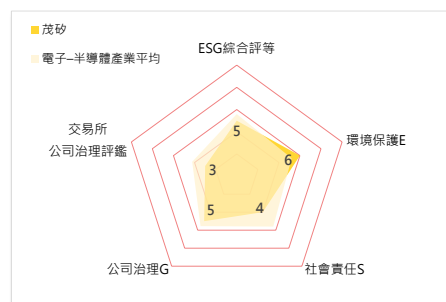 茂矽
電子–半導體產業平均
ESG綜合評等
5
環境保護E
6
交易所
公司治理評鑑
3
5
4
公司治理G
社會責任S